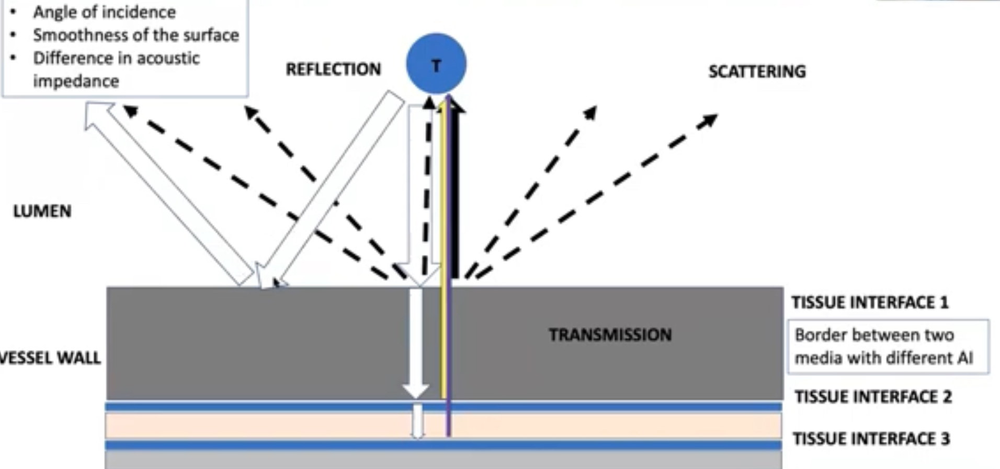 • Angle of incidence
• Smoothness of the surface
• Difference in acoustic
impedance
REFLECTION
T
SCATTERING
LUMEN
TISSUE INTERFACE 1
TRANSMISSION
Border between two
media with different AI
VESSEL WALL
TISSUE INTERFACE 2
TISSUE INTERFACE 3